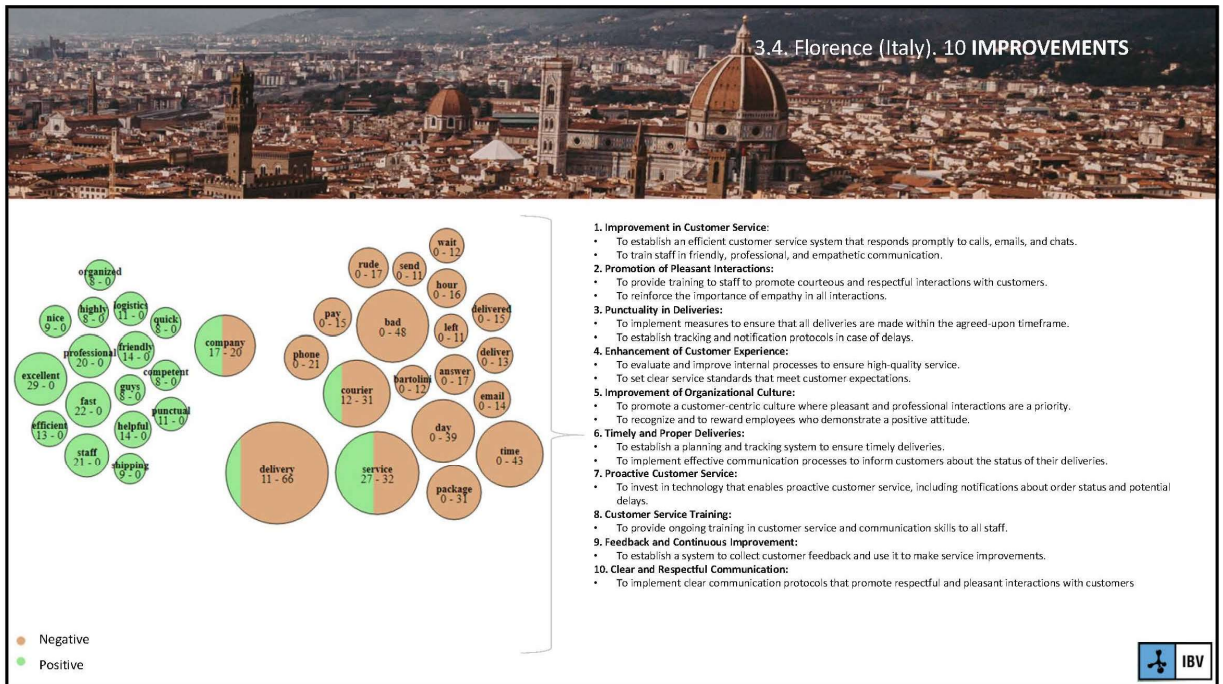 3.4. Florence (Italy). 10 IMPROVEMENTS
organized
8 - 0
nice
9 - 0
highly
8 - 0
logistics
11 - 0
quick
8 - 0
professional
20 - 0
friendly
14 - 0
excellent
29 - 0
competent
8 - 0
guys
8 - 0
fast
22 - 0
punctual
11 - 0
efficient
13 - 0
helpful
14 - 0
staff
21 - 0
shipping
9 - 0
company
17 - 20
wait
0 - 12
rude
0 - 17
send
0 - 11
hour
0 - 16
pay
0 - 15
bad
0 - 48
left
0 - 11
delivered
0 - 15
phone
0 - 21
deliver
0 - 13
answer
0 - 17
bartolini
0 - 12
courier
12 - 31
email
0 - 14
day
0 - 39
time
0 - 43
delivery
11 - 66
service
27 - 32
package
0 - 31
Negative
Positive
1. Improvement in Customer Service:
• To establish an efficient customer service system that responds promptly to calls, emails, and chats.
• To train staff in friendly, professional, and empathetic communication.
2. Promotion of Pleasant Interactions:
• To provide training to staff to promote courteous and respectful interactions with customers.
• To reinforce the importance of empathy in all interactions.
3. Punctuality in Deliveries:
• To implement measures to ensure that all deliveries are made within the agreed-upon timeframe.
• To establish tracking and notification protocols in case of delays.
4. Enhancement of Customer Experience:
• To evaluate and improve internal processes to ensure high-quality service.
• To set clear service standards that meet customer expectations.
5. Improvement of Organizational Culture:
• To promote a customer-centric culture where pleasant and professional interactions are a priority.
• To recognize and to reward employees who demonstrate a positive attitude.
6. Timely and Proper Deliveries:
• To establish a planning and tracking system to ensure timely deliveries.
• To implement effective communication processes to inform customers about the status of their deliveries.
7. Proactive Customer Service:
• To invest in technology that enables proactive customer service, including notifications about order status and potential
delays.
8. Customer Service Training:
• To provide ongoing training in customer service and communication skills to all staff.
9. Feedback and Continuous Improvement:
• To establish a system to collect customer feedback and use it to make service improvements.
10. Clear and Respectful Communication:
• To implement clear communication protocols that promote respectful and pleasant interactions with customers
IBV